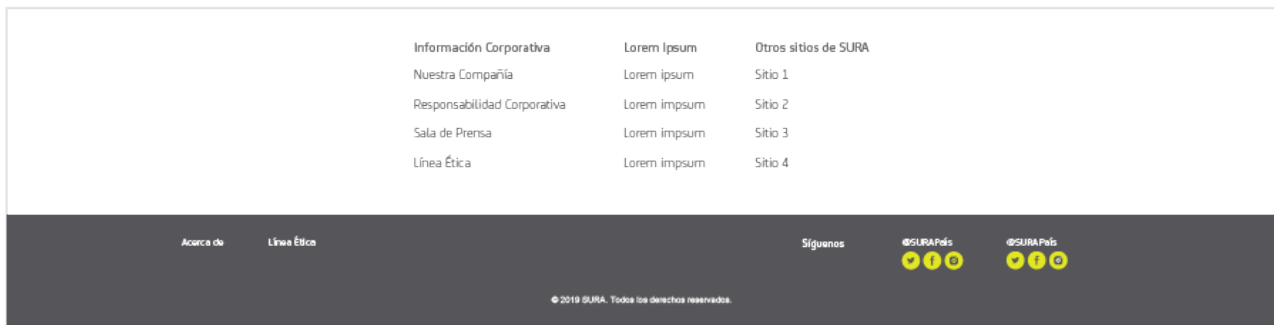 Información Corporativa
Nuestra Compañía
Responsabilidad Corporativa
Sala de Prensa
Línea Ética
Lorem Ipsum
Lorem ipsum
Lorem impsum
Lorem impsum
Lorem impsum
Otros sitios de SURA
Sitio 1
Sitio 2
Sitio 3
Sitio 4
Acerca de
Línea Ética
Síguenos
@SURAPaís
@SURAPaís
© 2019 SURA. Todos los derechos reservados.